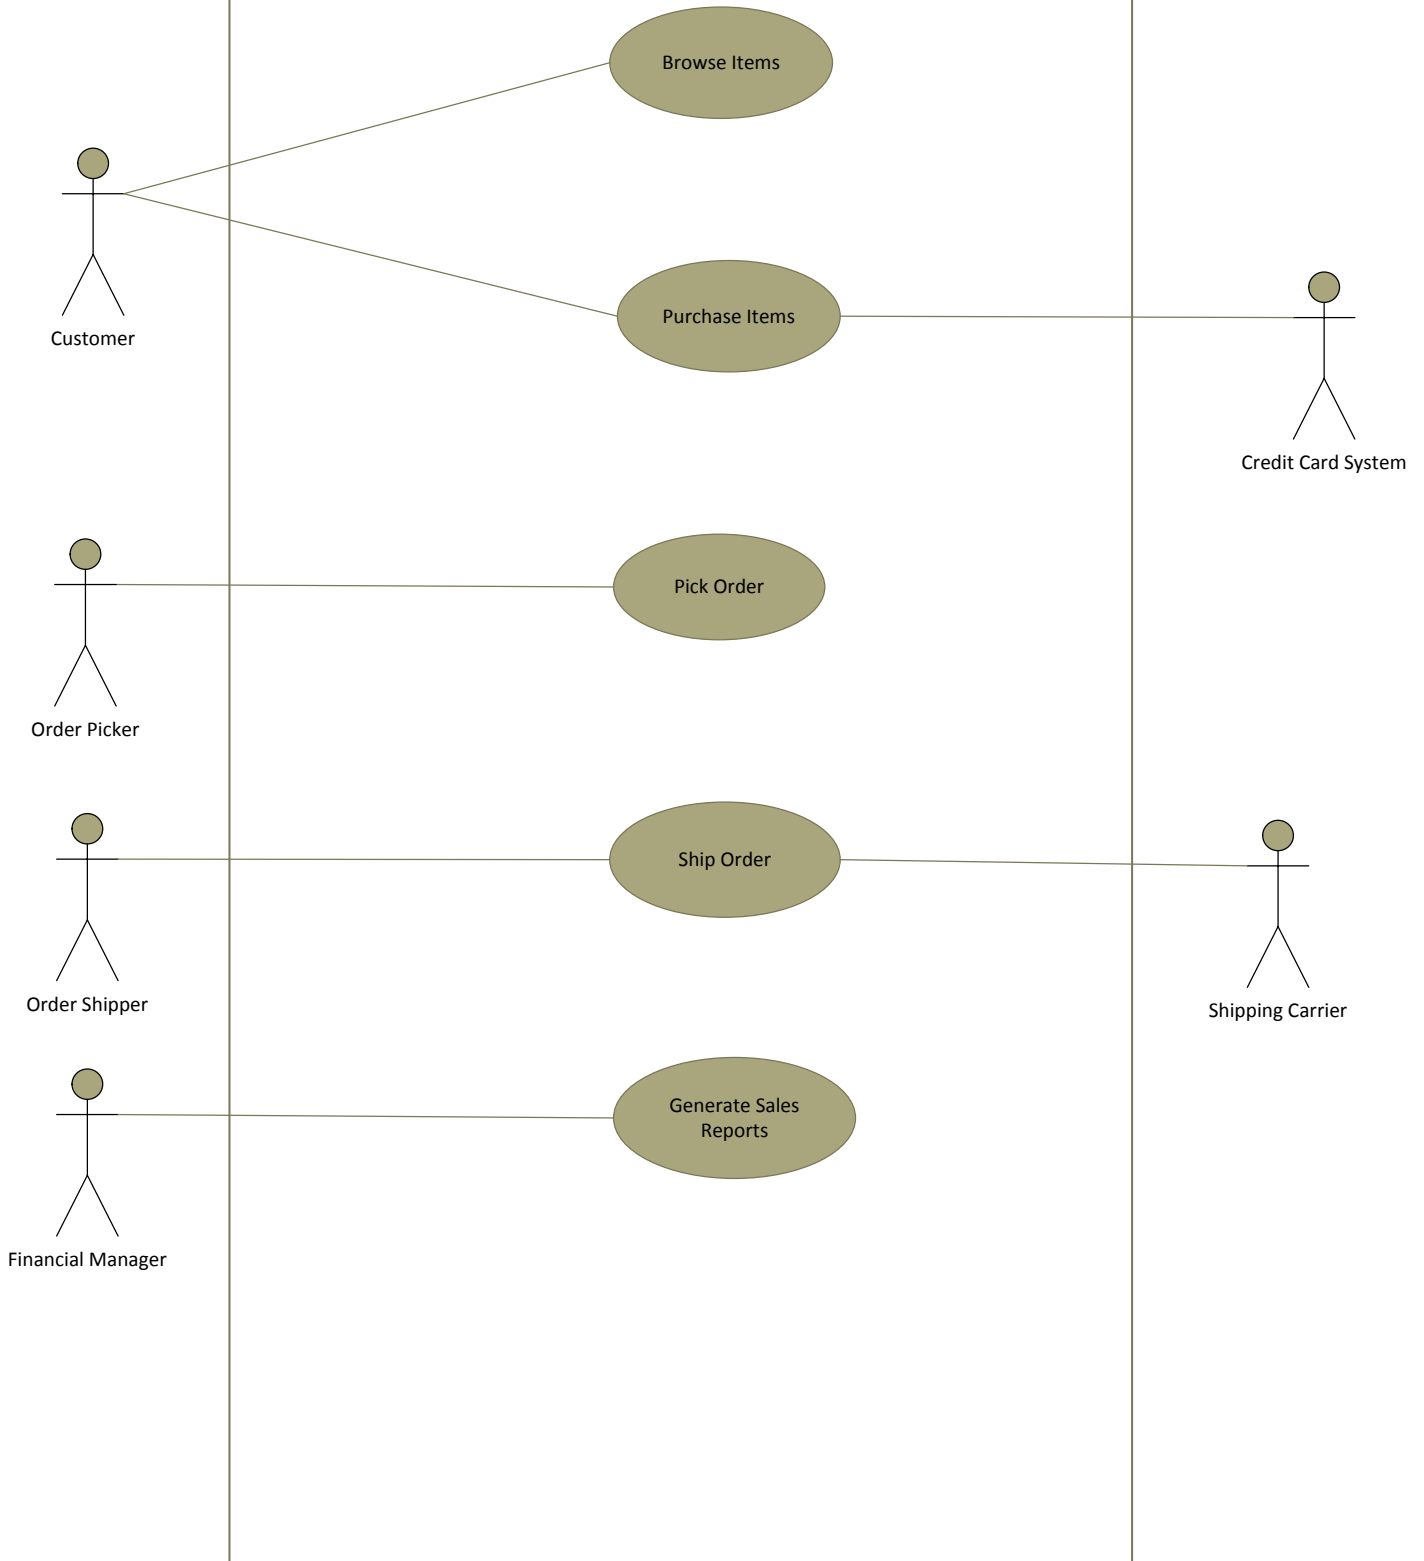 Browse Items
Customer
Purchase Items
Credit Card System
Pick Order
Order Picker
Ship Order
Order Shipper
Shipping Carrier
Generate Sales
Reports
Financial Manager